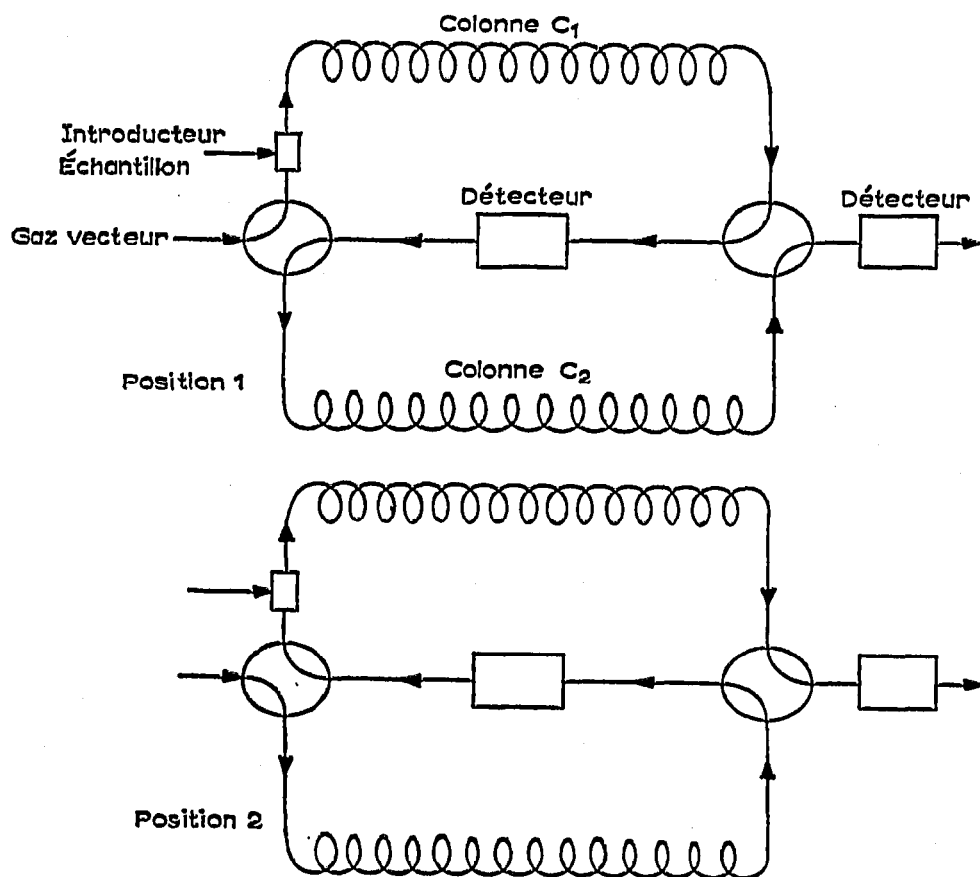 Colonne C₁
Introducteur
Échantillon
Détecteur
Détecteur
Gaz vecteur
Colonne C₂
Position 1
Position 2